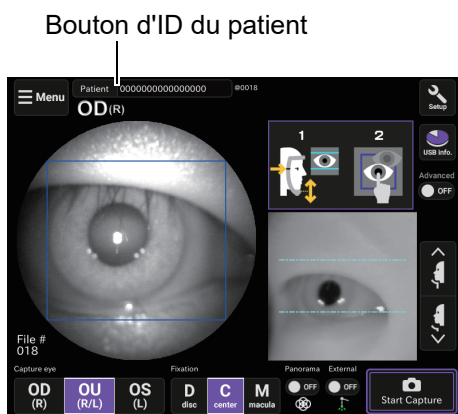 Bouton d'ID du patient
Menu
Patient 0000000000000000 @0018
Setup
OD(R)
1 2
USB Info.
Advanced
OFF
File #
018
Capture eye Fixation Panorama External
OD
(R)
OU
(R/L)
OS
(L)
D
disc
C
center
M
macula
OFF
OFF
Start Capture